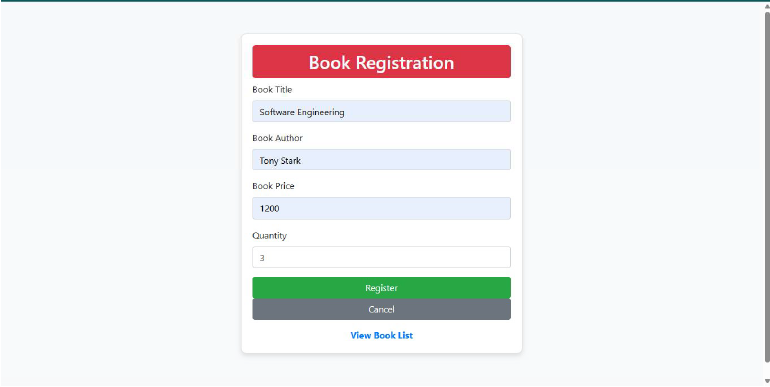 Book Registration
Book Title
Software Engineering
Book Author
Tony Stark
Book Price
1200
Quantity
3
Register
Cancel
View Book List